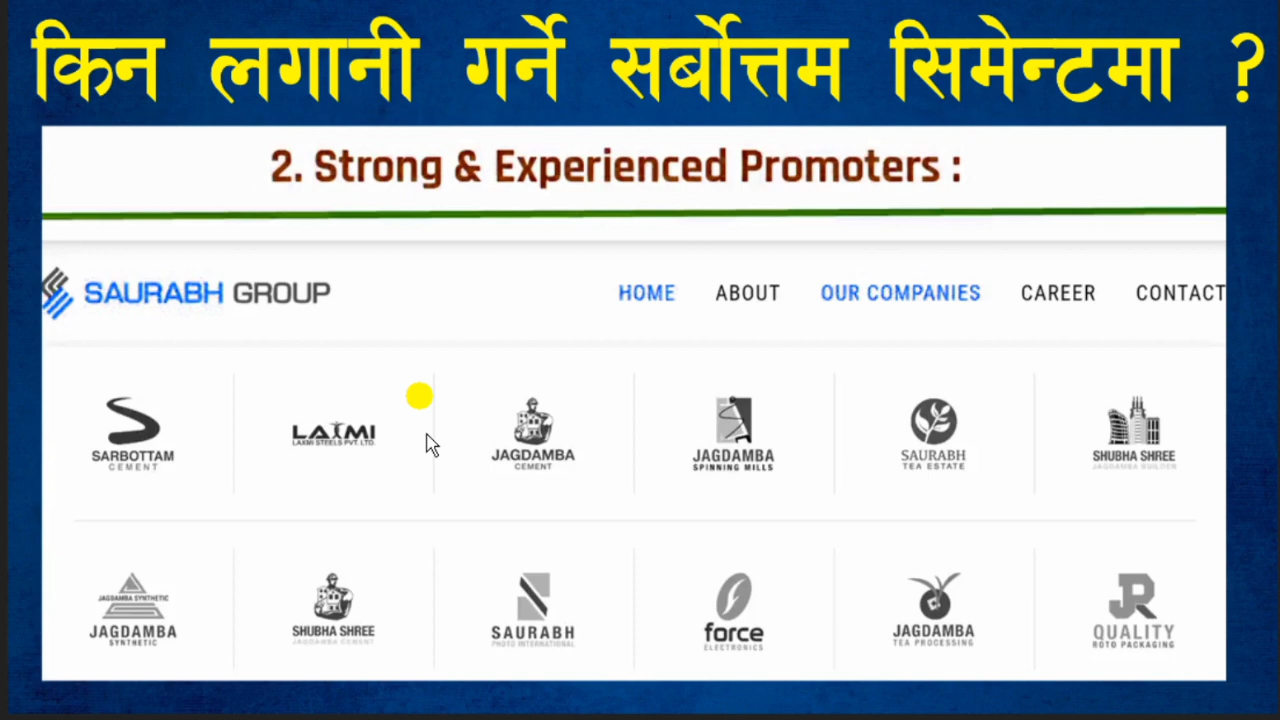 किन लगानी गर्ने सर्बोत्तम सिमेन्टमा ?
2. Strong & Experienced Promoters :
SAURABH GROUP
HOME ABOUT OUR COMPANIES CAREER CONTACT
SARBOTTAM
CEMENT
LAXMI
LAXMI STEELS PVT. LTD.
JAGDAMBA
CEMENT
JAGDAMBA
SPINNING MILLS
SAURABH
TEA ESTATE
SHUBHA SHREE
JAGDAMBA BUILDER
JAGDAMBA SYNTHETIC
JAGDAMBA
SYNTHETIC
SHUBHA SHREE
JAGDAMBA CEMENT
SAURABH
PHOTO INTERNATIONAL
force
ELECTRONICS
JAGDAMBA
TEA PROCESSING
QUALITY
ROTO PACKAGING